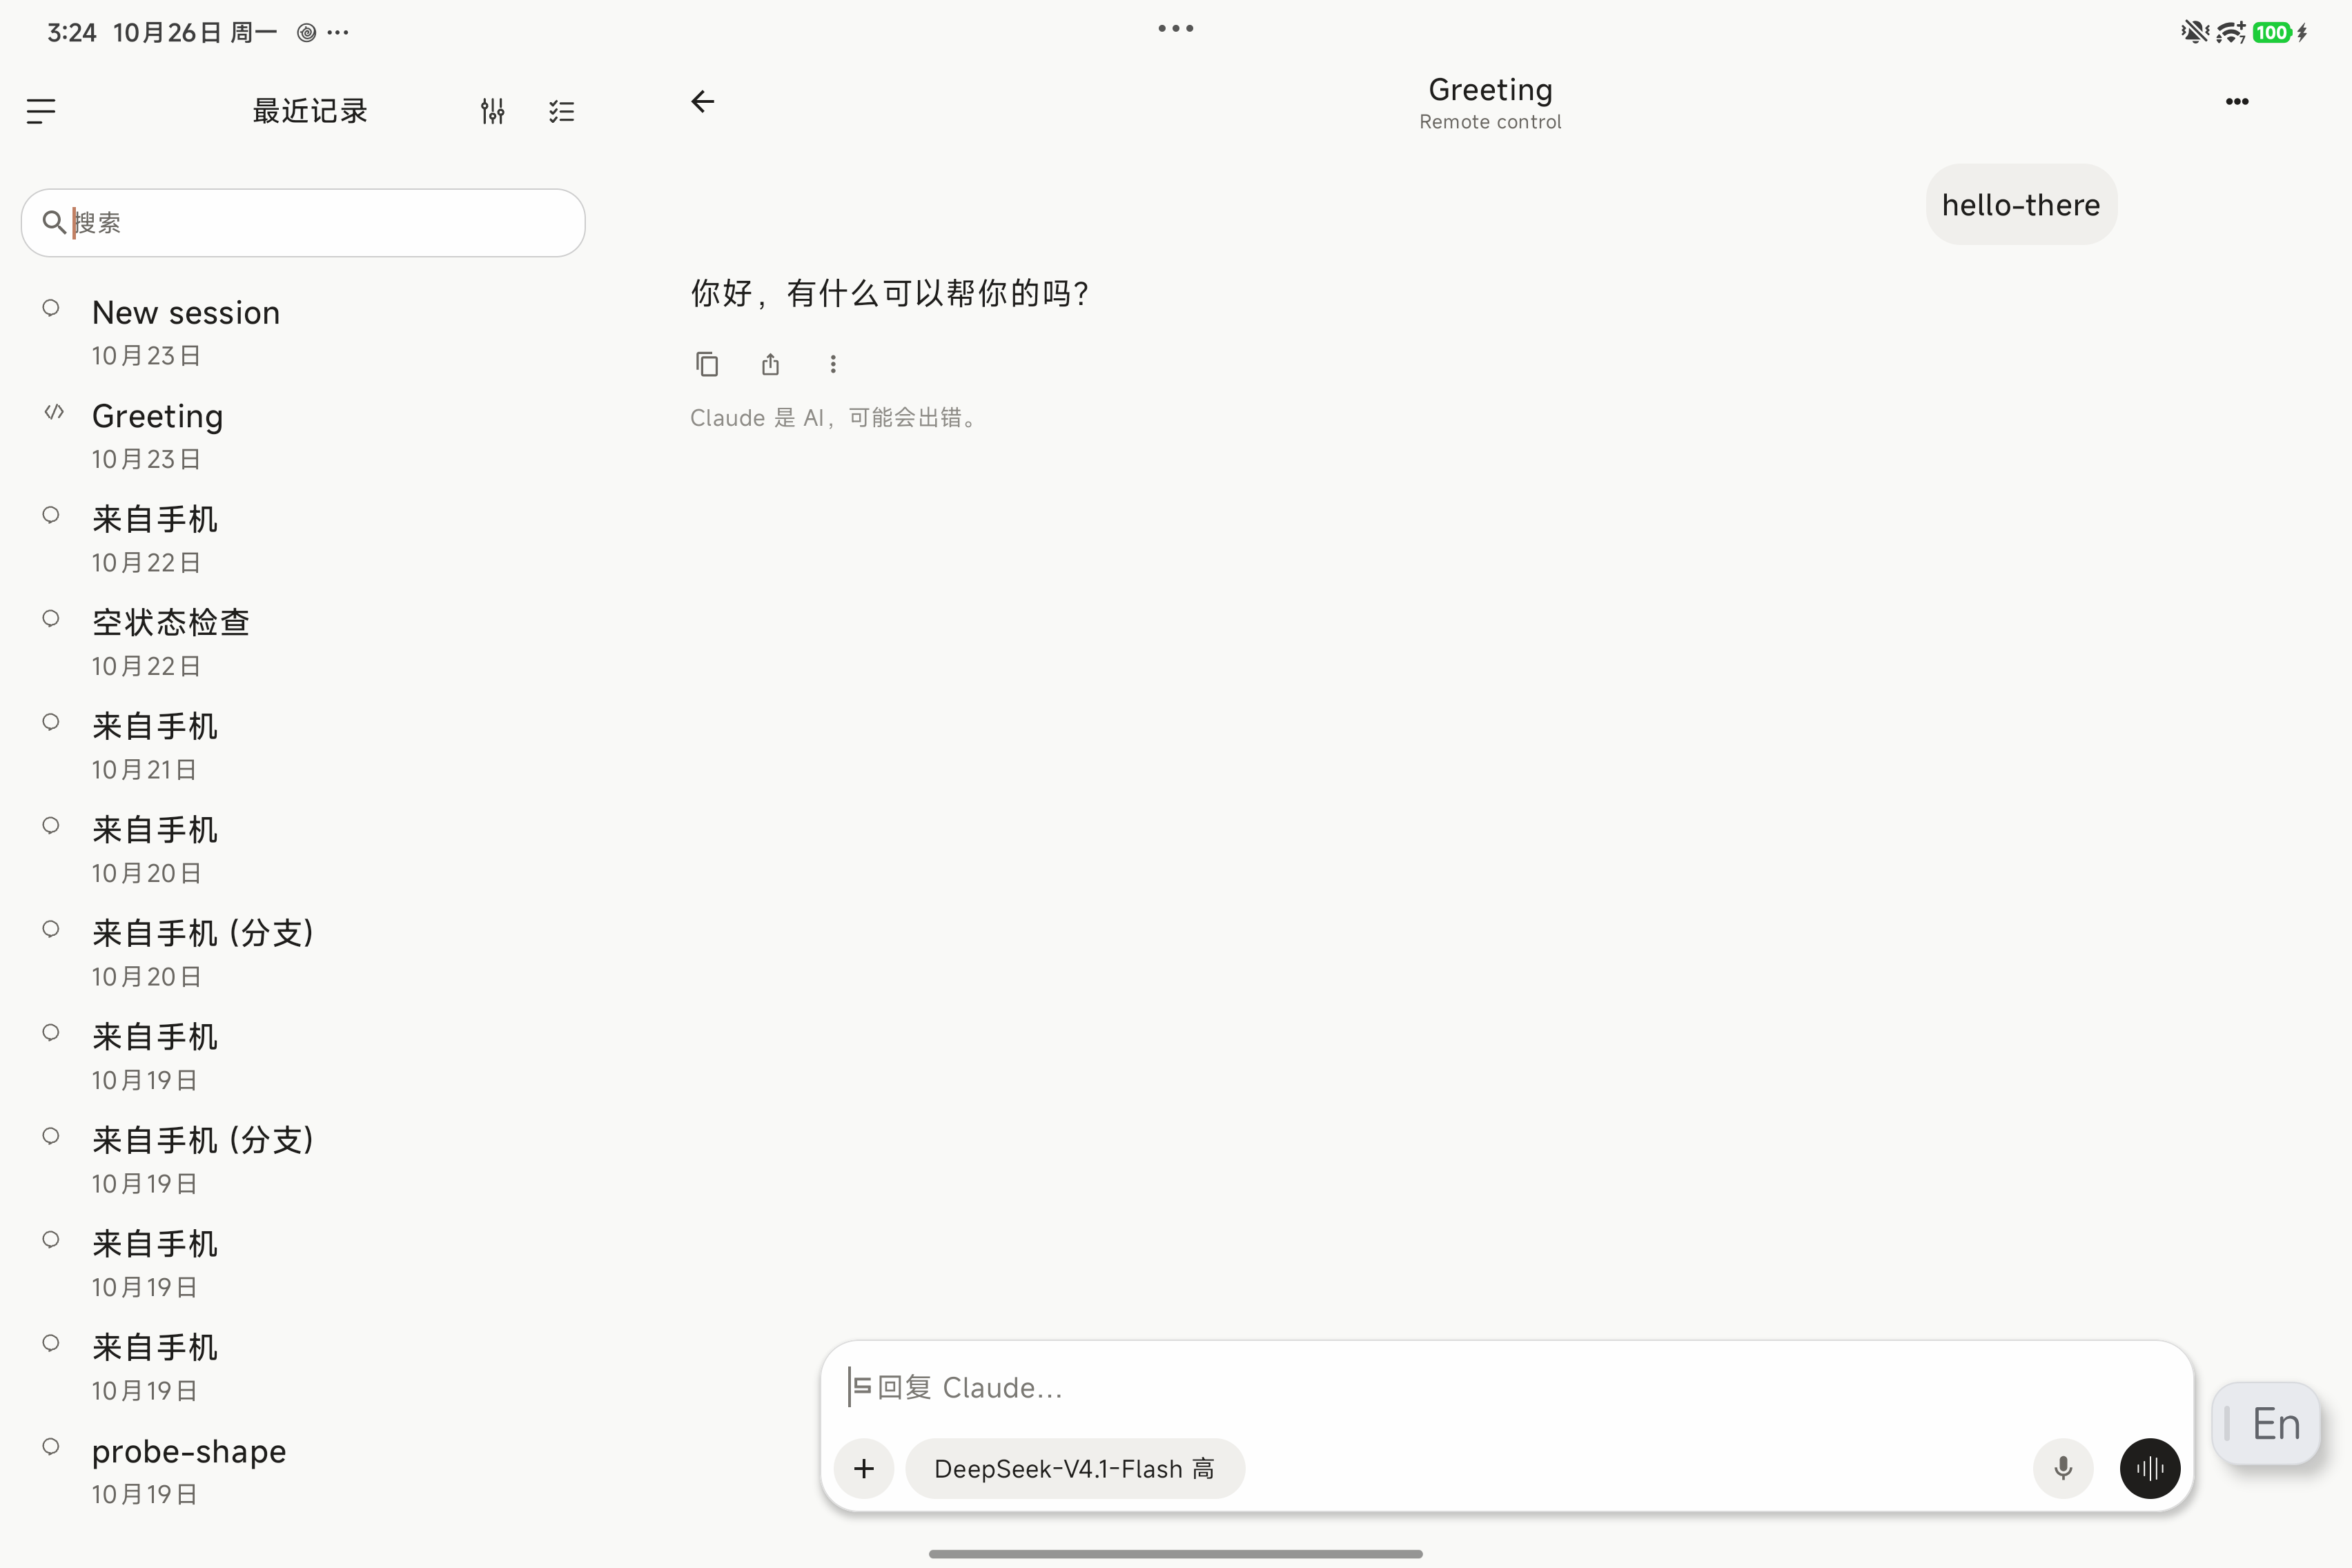 3:24 10月26日 周一
100
最近记录
搜索
New session
10月23日
Greeting
10月23日
来自手机
10月22日
空状态检查
10月22日
来自手机
10月21日
来自手机
10月20日
来自手机 (分支)
10月20日
来自手机
10月19日
来自手机 (分支)
10月19日
来自手机
10月19日
来自手机
10月19日
probe-shape
10月19日
Greeting
Remote control
hello-there
你好，有什么可以帮你的吗？
Claude 是 AI，可能会出错。
回复 Claude...
DeepSeek-V4.1-Flash 高
En